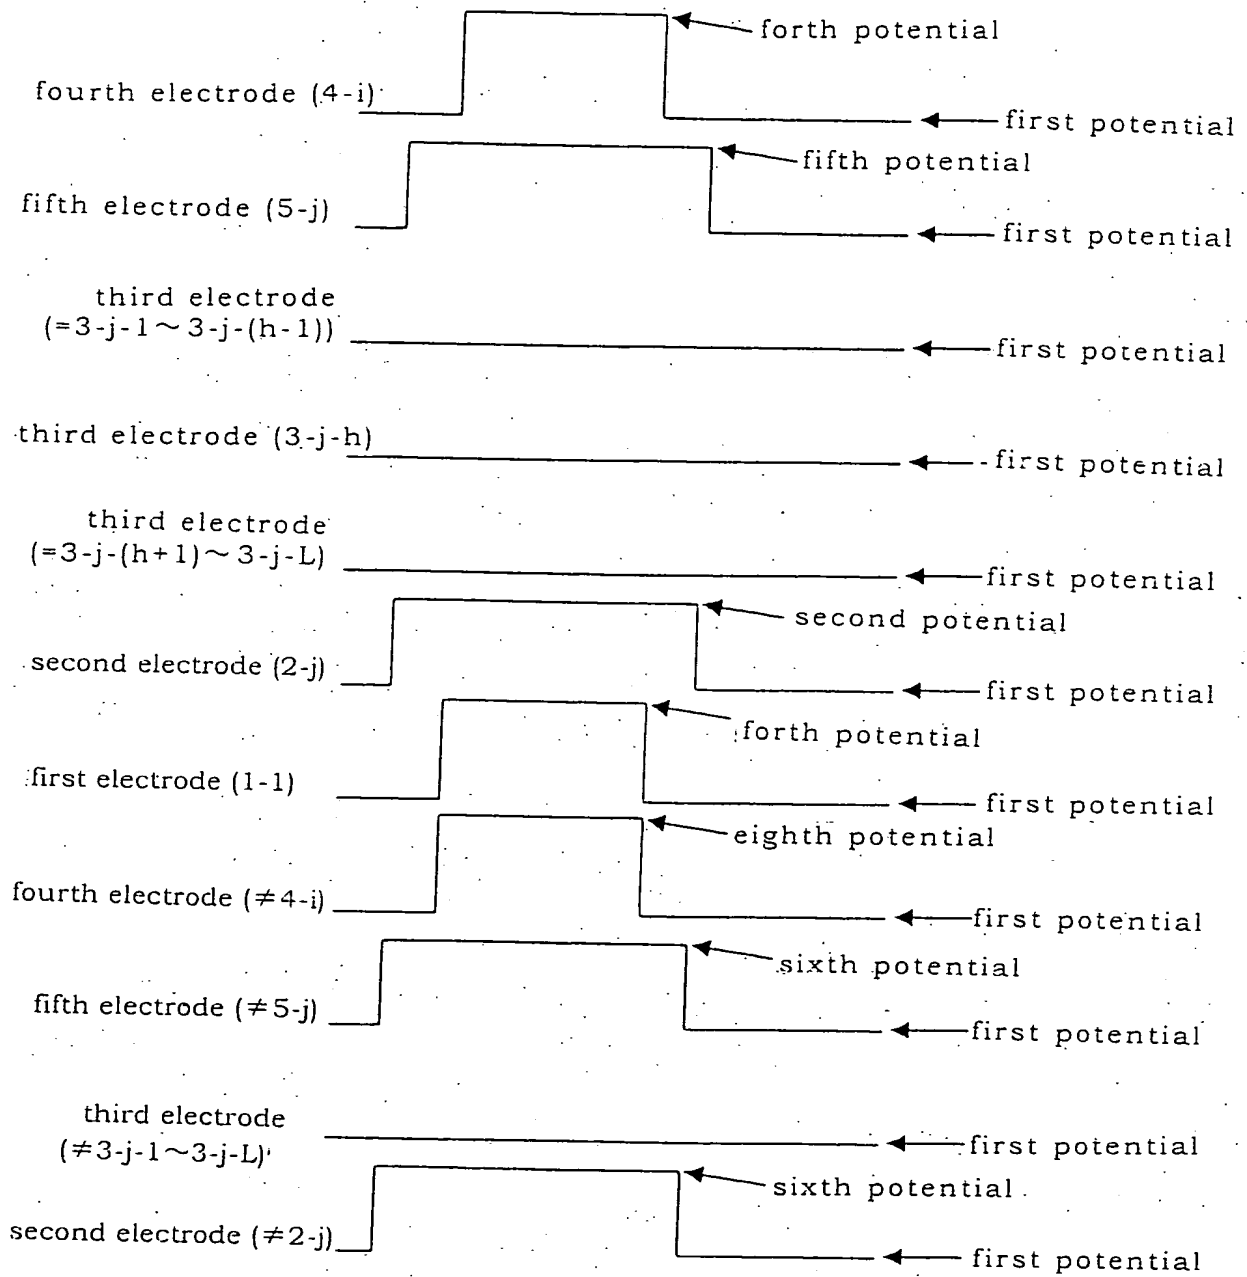 forth potential
fourth electrode (4-i)
first potential
fifth potential
fifth electrode (5-j)
first potential
third electrode
(=3-j-1～3-j-(h-1))
first potential
third electrode (3-j-h)
first potential
third electrode
(=3-j-(h+1)～3-j-L)
first potential
second potential
second electrode (2-j)
first potential
forth potential
first electrode (1-1)
first potential
eighth potential
fourth electrode (≠4-i)
first potential
sixth potential
fifth electrode (≠5-j)
first potential
third electrode
(≠3-j-1～3-j-L)
first potential
sixth potential
second electrode (≠2-j)
first potential